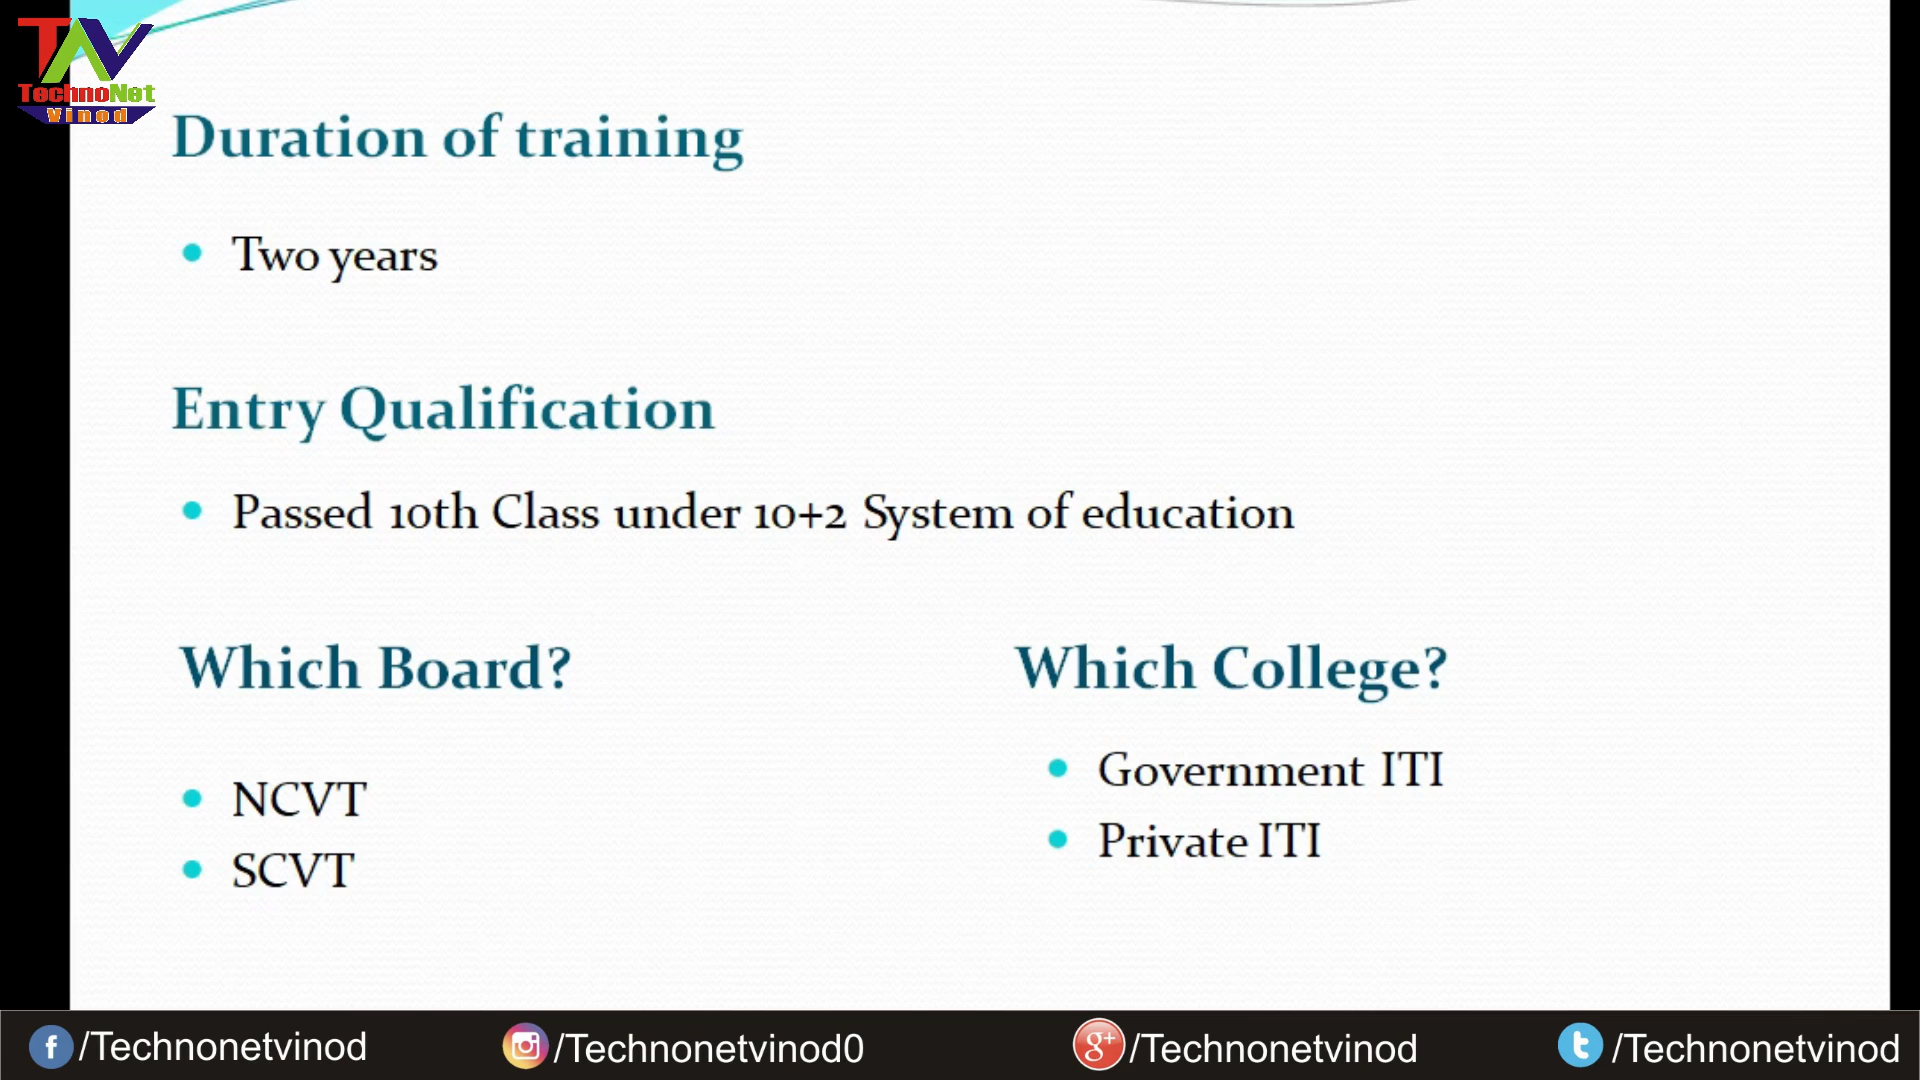 TechnoNet
Vinod
Duration of training
Two years
Entry Qualification
Passed 10th Class under 10+2 System of education
Which Board?
NCVT
SCVT
Which College?
Government ITI
Private ITI
f /Technonetvinod
/Technonetvinod0
g+ /Technonetvinod
t /Technonetvinod